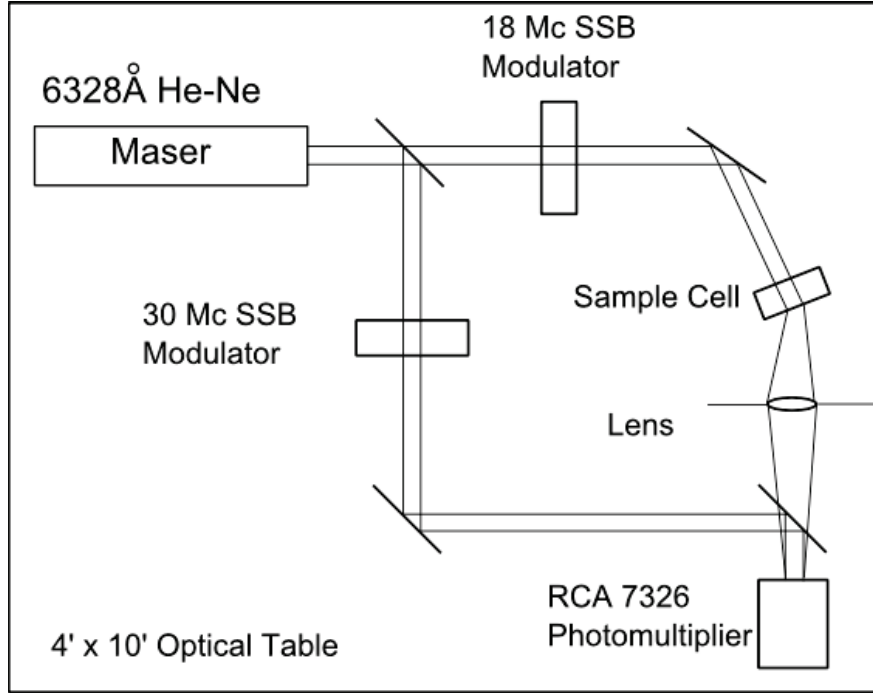 18 Mc SSB
Modulator
6328Å He-Ne
Maser
Sample Cell
30 Mc SSB
Modulator
Lens
RCA 7326
Photomultiplier
4' x 10' Optical Table